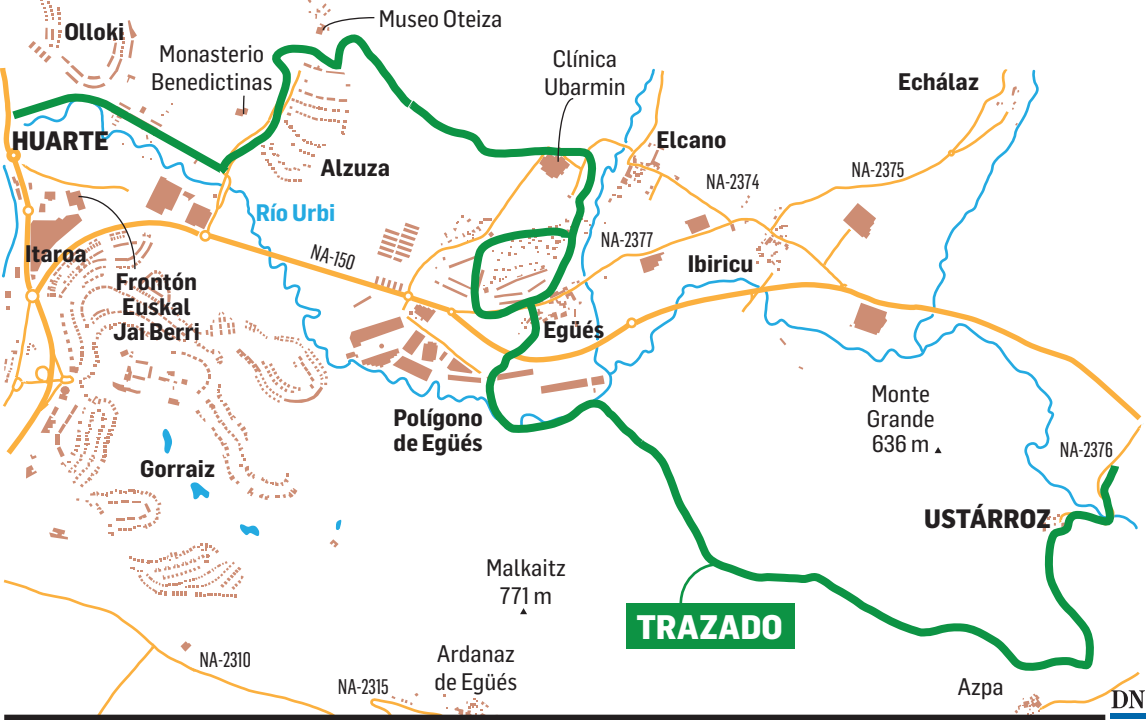 Museo Oteiza
Olloki
Monasterio
Benedictinas
Clínica
Ubarmin
Echálaz
HUARTE
Elcano
Alzuza
NA-2375
NA-2374
Río Urbi
NA-2377
Itaroa
NA-150
Ibiricu
Frontón
Euskal
Jai Berri
Egüés
Monte
Grande
636 m
Polígono
de Egüés
NA-2376
Gorraiz
USTÁRROZ
Malkaitz
771 m
TRAZADO
NA-2310
Ardanaz
de Egüés
NA-2315
Azpa
DN